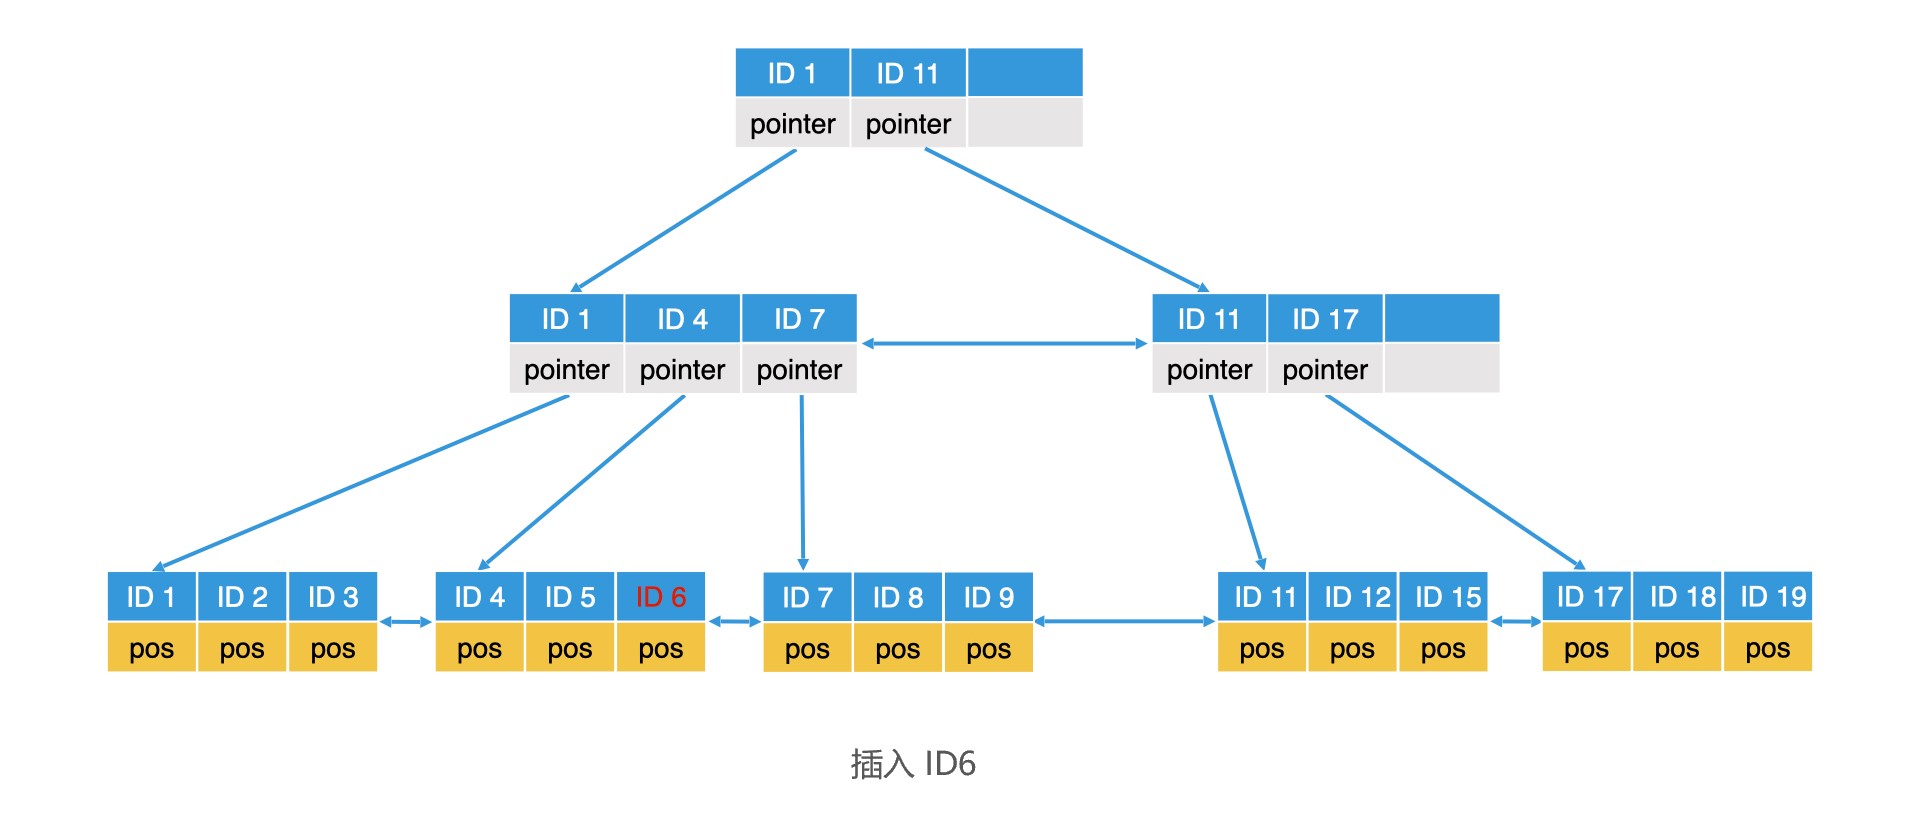 ID 1 ID 11
pointer pointer
ID 1 ID 4 ID 7 ID 11 ID 17
pointer pointer pointer pointer pointer
ID 1 ID 2 ID 3 ID 4 ID 5 ID 6 ID 7 ID 8 ID 9 ID 11 ID 12 ID 15 ID 17 ID 18 ID 19
pos pos pos pos pos pos pos pos pos pos pos pos pos pos pos
插入 ID6